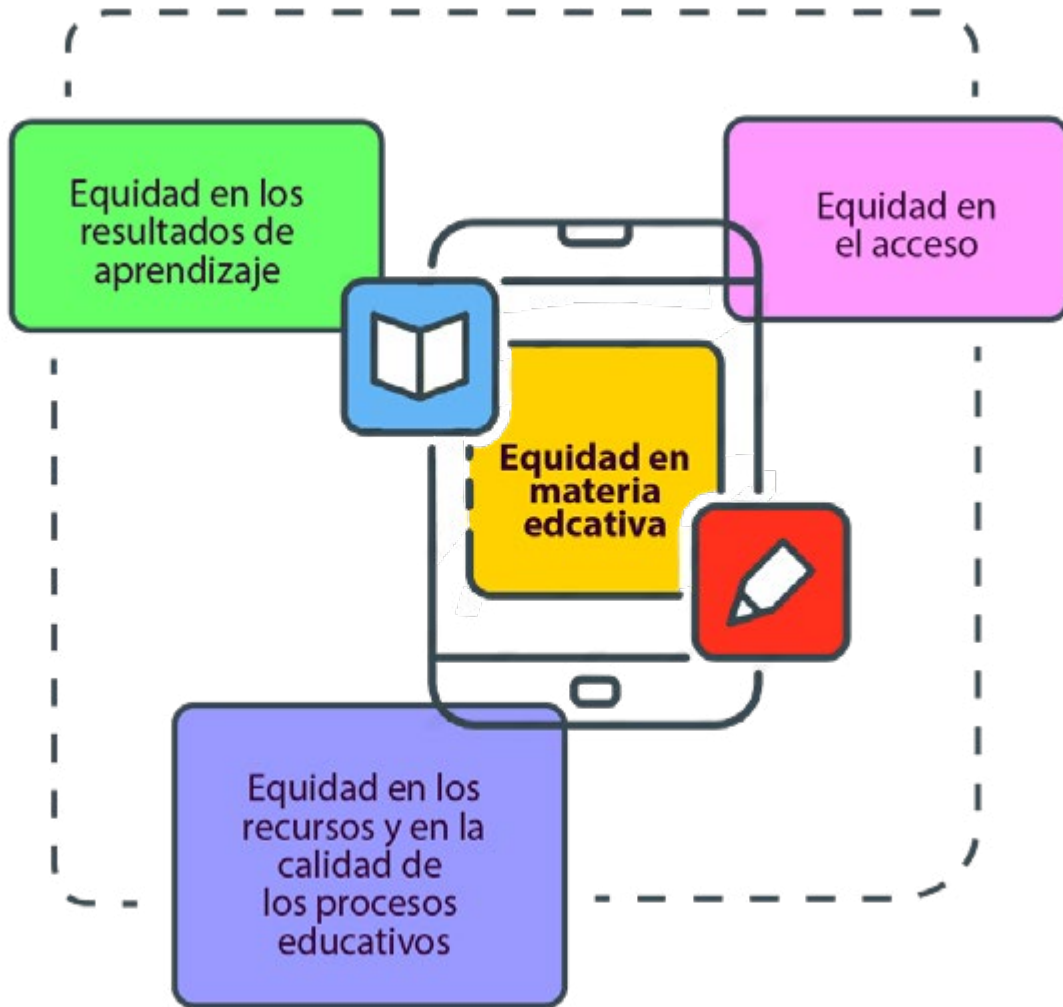 Equidad en los
resultados de
aprendizaje
Equidad en
el acceso
Equidad en
materia
edcativa
Equidad en los
recursos y en la
calidad de
los procesos
educativos